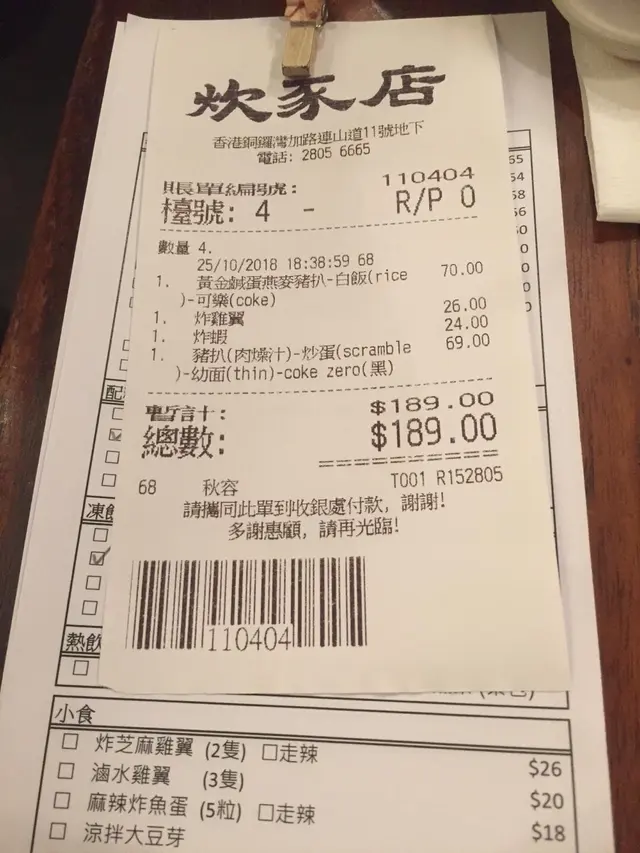 炊家店
香港銅鑼灣加路連山道11號地下
電話: 2805 6665
賬單編號: 110404
檯號: 4 - R/P 0
數量 4.
25/10/2018 18:38:59 68
1. 黃金鹹蛋燕麥豬扒-白飯(rice 70.00
)-可樂(coke)
1. 炸雞翼 26.00
1. 炸蝦 24.00
1. 豬扒(肉燥汁)-炒蛋(scramble 69.00
)-幼面(thin)-coke zero(黑)
暫計: $189.00
總數: $189.00
68 秋容 T001 R152805
請攜同此單到收銀處付款, 謝謝!
多謝惠顧, 請再光臨!
110404
配
凍飲
熱飲
小食
炸芝麻雞翼 (2隻) 走辣 $26
滷水雞翼 (3隻) $20
麻辣炸魚蛋 (5粒) 走辣 $18
涼拌大豆芽